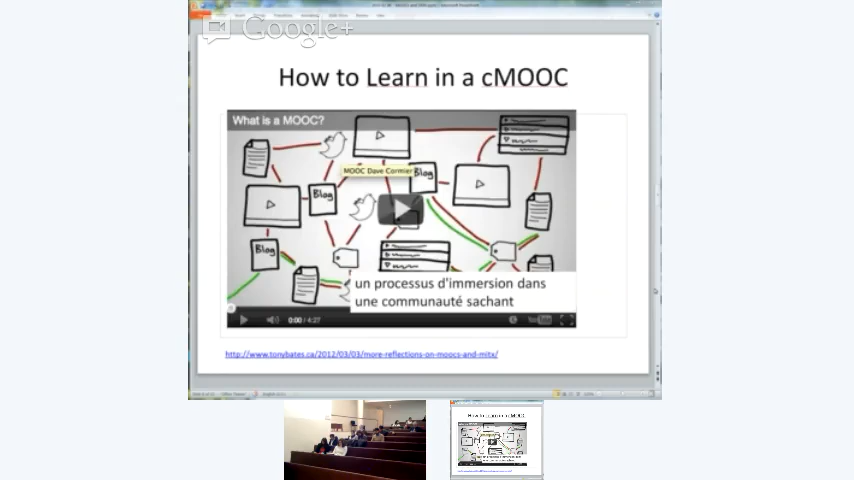 Google+
How to Learn in a cMOOC
What is a MOOC?
MOOC Dave Cormier
Blog
Blog
Blog
un processus d'immersion dans
une communauté sachant
0:00 / 4:27
YouTube
http://www.tonybates.ca/2012/03/03/more-reflections-on-moocs-and-mitx/
How to Learn in a cMOOC